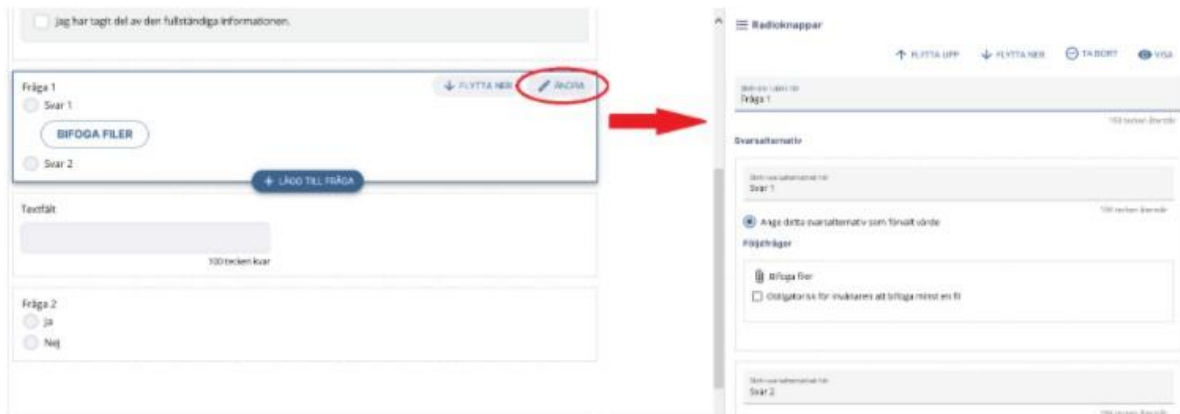 Jag har tagit del av den fullständiga informationen.
Fråga 1
FLYTTA NER
ÄNDRA
Svar 1
BIFOGA FILER
Svar 2
LÄGG TILL FRÅGA
Textfält
100 tecken kvar
Fråga 2
Ja
Nej
Radioknappar
FLYTTA UPP
FLYTTA NER
TA BORT
VISA
Fråga 1
Svarsalternativ
Svar 1
Ange detta svarsalternativ som förvalt värde
Följdfrågor
Bifoga filer
Obligatorisk för invånaren att bifoga minst en fil
Svar 2